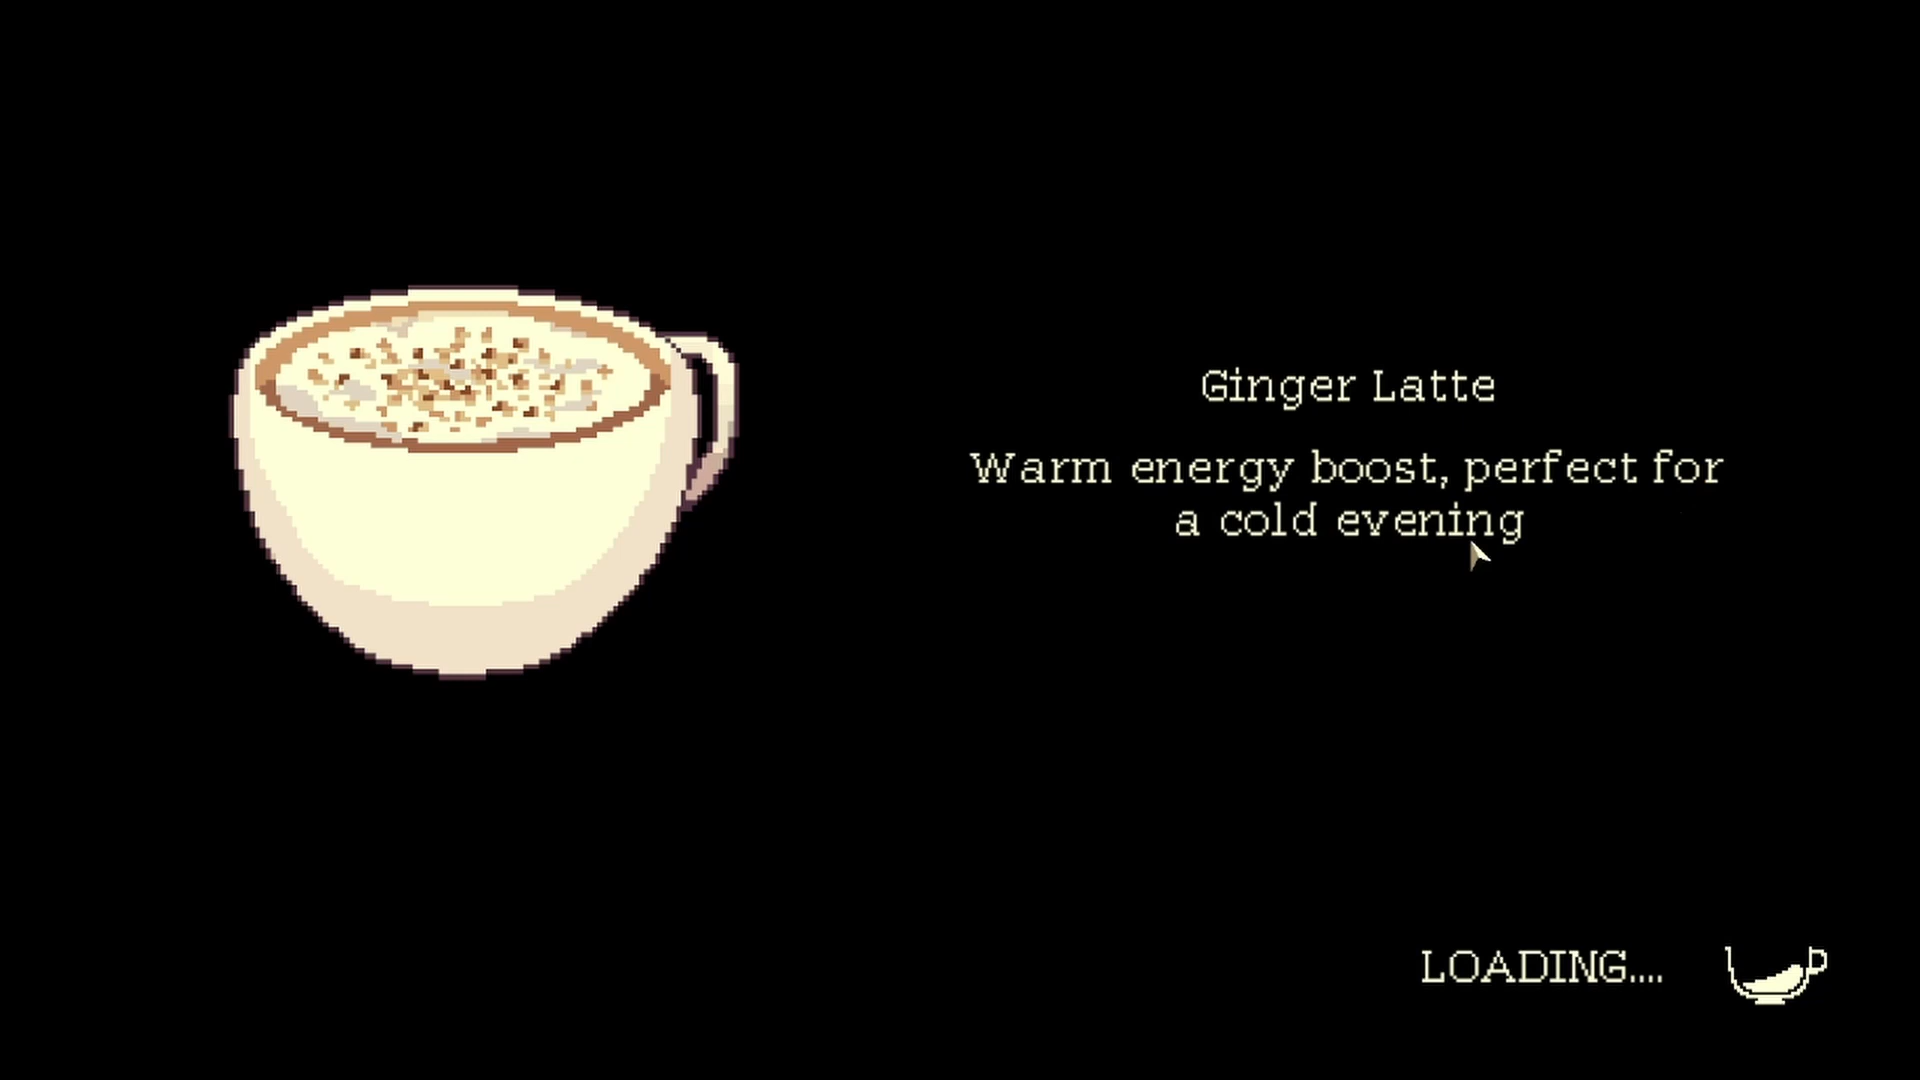 Ginger Latte
Warm energy boost, perfect for
a cold evening
LOADING....